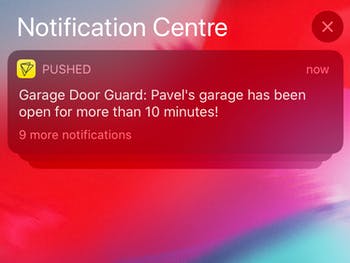 Notification Centre
PUSHED
now
Garage Door Guard: Pavel's garage has been
open for more than 10 minutes!
9 more notifications